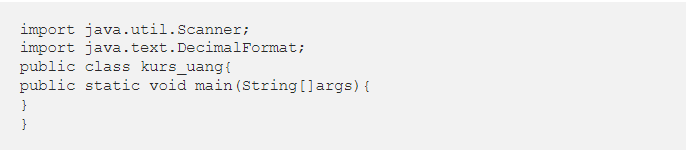 import java.util.Scanner;
import java.text.DecimalFormat;
public class kurs_uang{
public static void main(String[]args){
}
}